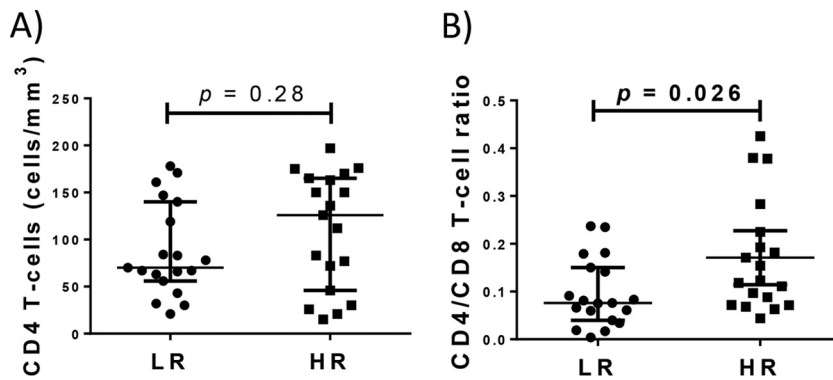 A)
CD4 T-cells (cells/mm³)
250
200
150
100
50
0
p = 0.28
LR
HR
B)
CD4/CD8 T-cell ratio
0.5
0.4
0.3
0.2
0.1
0.0
p = 0.026
LR
HR